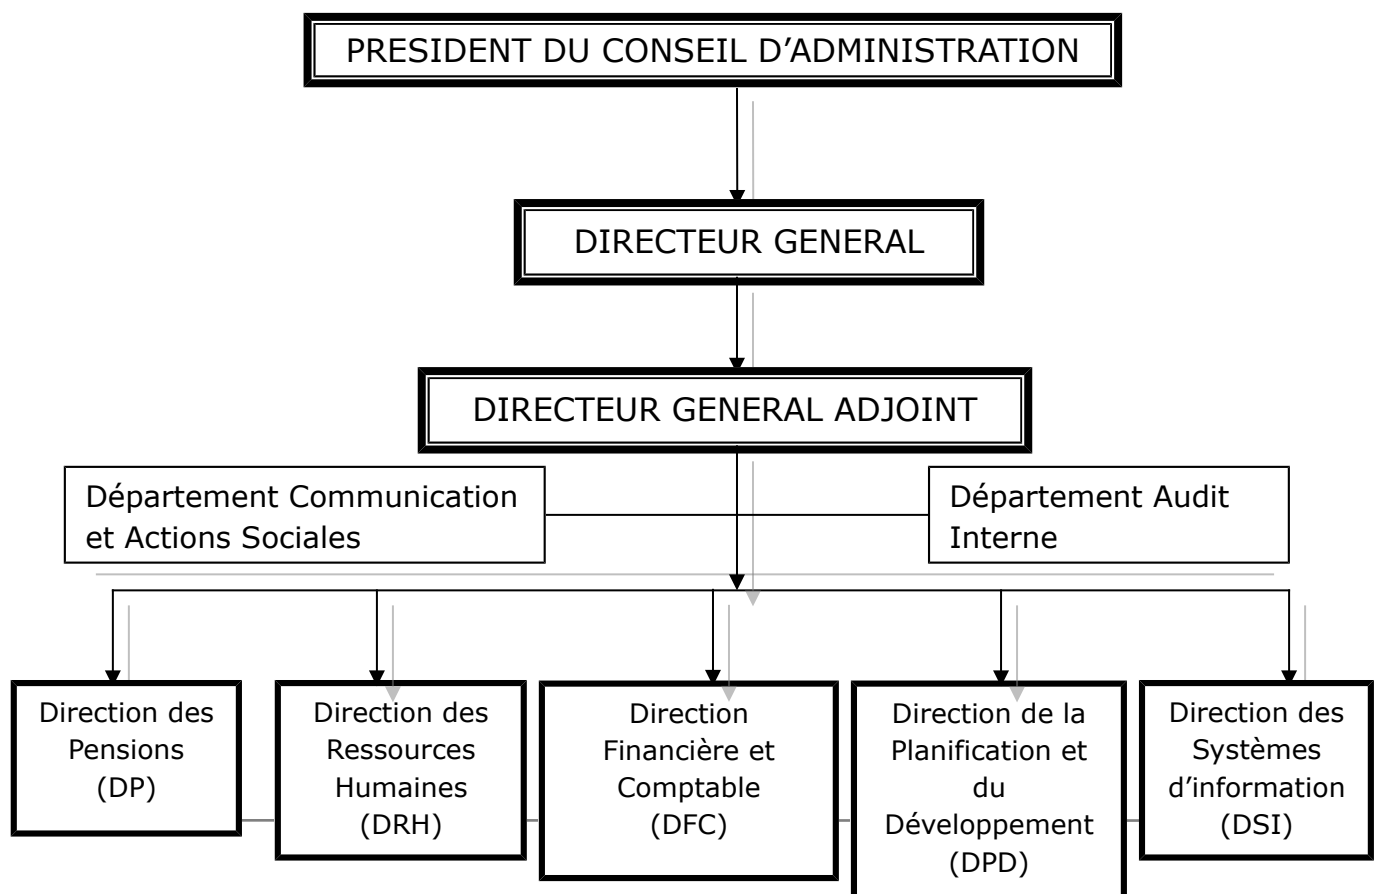 PRESIDENT DU CONSEIL D’ADMINISTRATION
DIRECTEUR GENERAL
DIRECTEUR GENERAL ADJOINT
Département Communication
et Actions Sociales
Département Audit
Interne
Direction des
Pensions
(DP)
Direction des
Ressources
Humaines
(DRH)
Direction
Financière et
Comptable
(DFC)
Direction de la
Planification et
du
Développement
(DPD)
Direction des
Systèmes
d’information
(DSI)